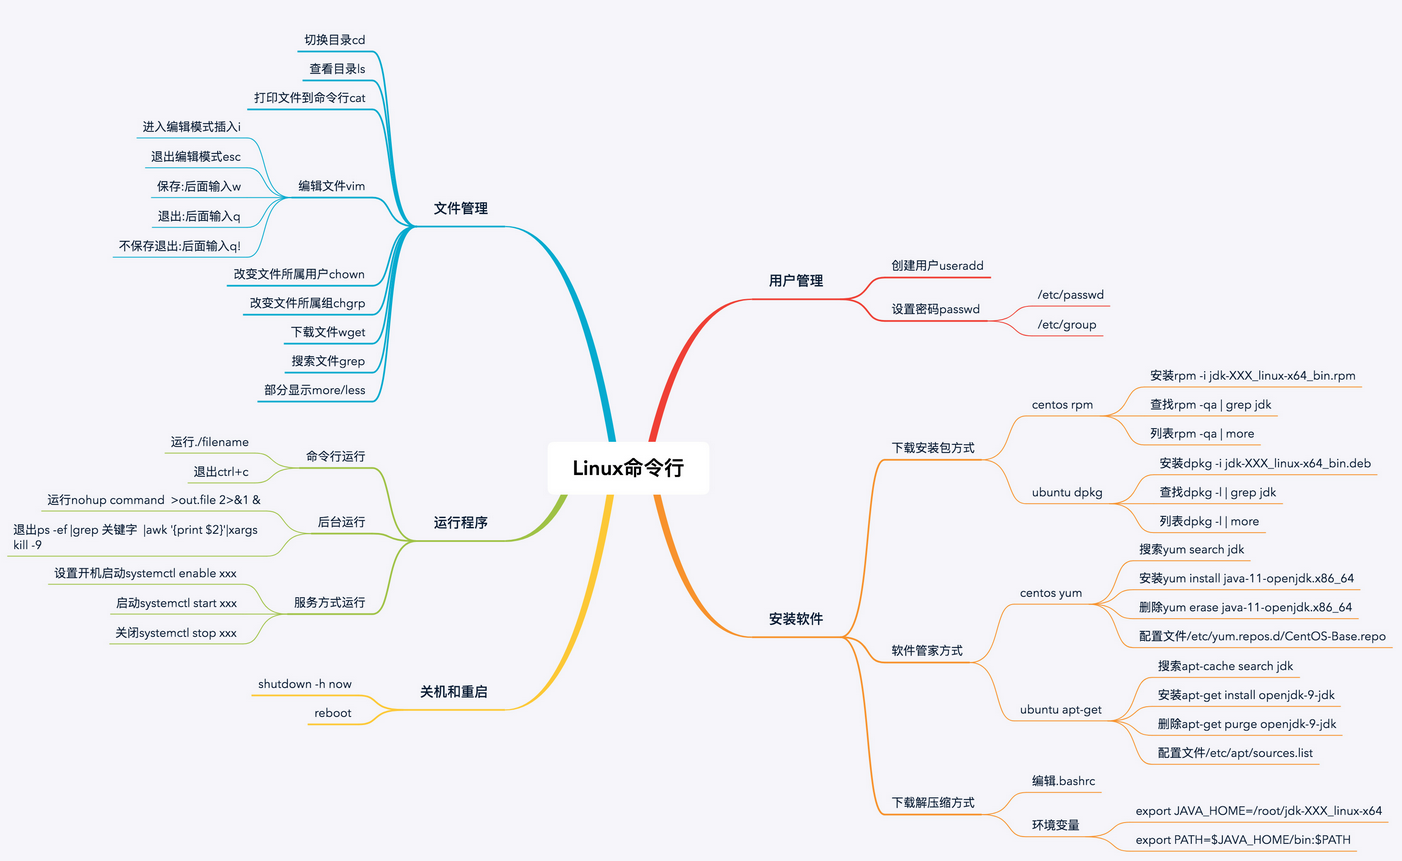 Linux命令行
用户管理
创建用户useradd
设置密码passwd
/etc/passwd
/etc/group
安装软件
下载安装包方式
centos rpm
安装rpm -i jdk-XXX_linux-x64_bin.rpm
查找rpm -qa | grep jdk
列表rpm -qa | more
ubuntu dpkg
安装dpkg -i jdk-XXX_linux-x64_bin.deb
查找dpkg -l | grep jdk
列表dpkg -l | more
软件管家方式
centos yum
搜索yum search jdk
安装yum install java-11-openjdk.x86_64
删除yum erase java-11-openjdk.x86_64
配置文件/etc/yum.repos.d/CentOS-Base.repo
ubuntu apt-get
搜索apt-cache search jdk
安装apt-get install openjdk-9-jdk
删除apt-get purge openjdk-9-jdk
配置文件/etc/apt/sources.list
下载解压缩方式
编辑.bashrc
环境变量
export JAVA_HOME=/root/jdk-XXX_linux-x64
export PATH=$JAVA_HOME/bin:$PATH
文件管理
切换目录cd
查看目录ls
打印文件到命令行cat
编辑文件vim
进入编辑模式插入i
退出编辑模式esc
保存:后面输入w
退出:后面输入q
不保存退出:后面输入q!
改变文件所属用户chown
改变文件所属组chgrp
下载文件wget
搜索文件grep
部分显示more/less
运行程序
命令行运行
运行./filename
退出ctrl+c
后台运行
运行nohup command  >out.file 2>&1 &
退出ps -ef |grep 关键字  |awk '{print $2}'|xargs
kill -9
服务方式运行
设置开机启动systemctl enable xxx
启动systemctl start xxx
关闭systemctl stop xxx
关机和重启
shutdown -h now
reboot